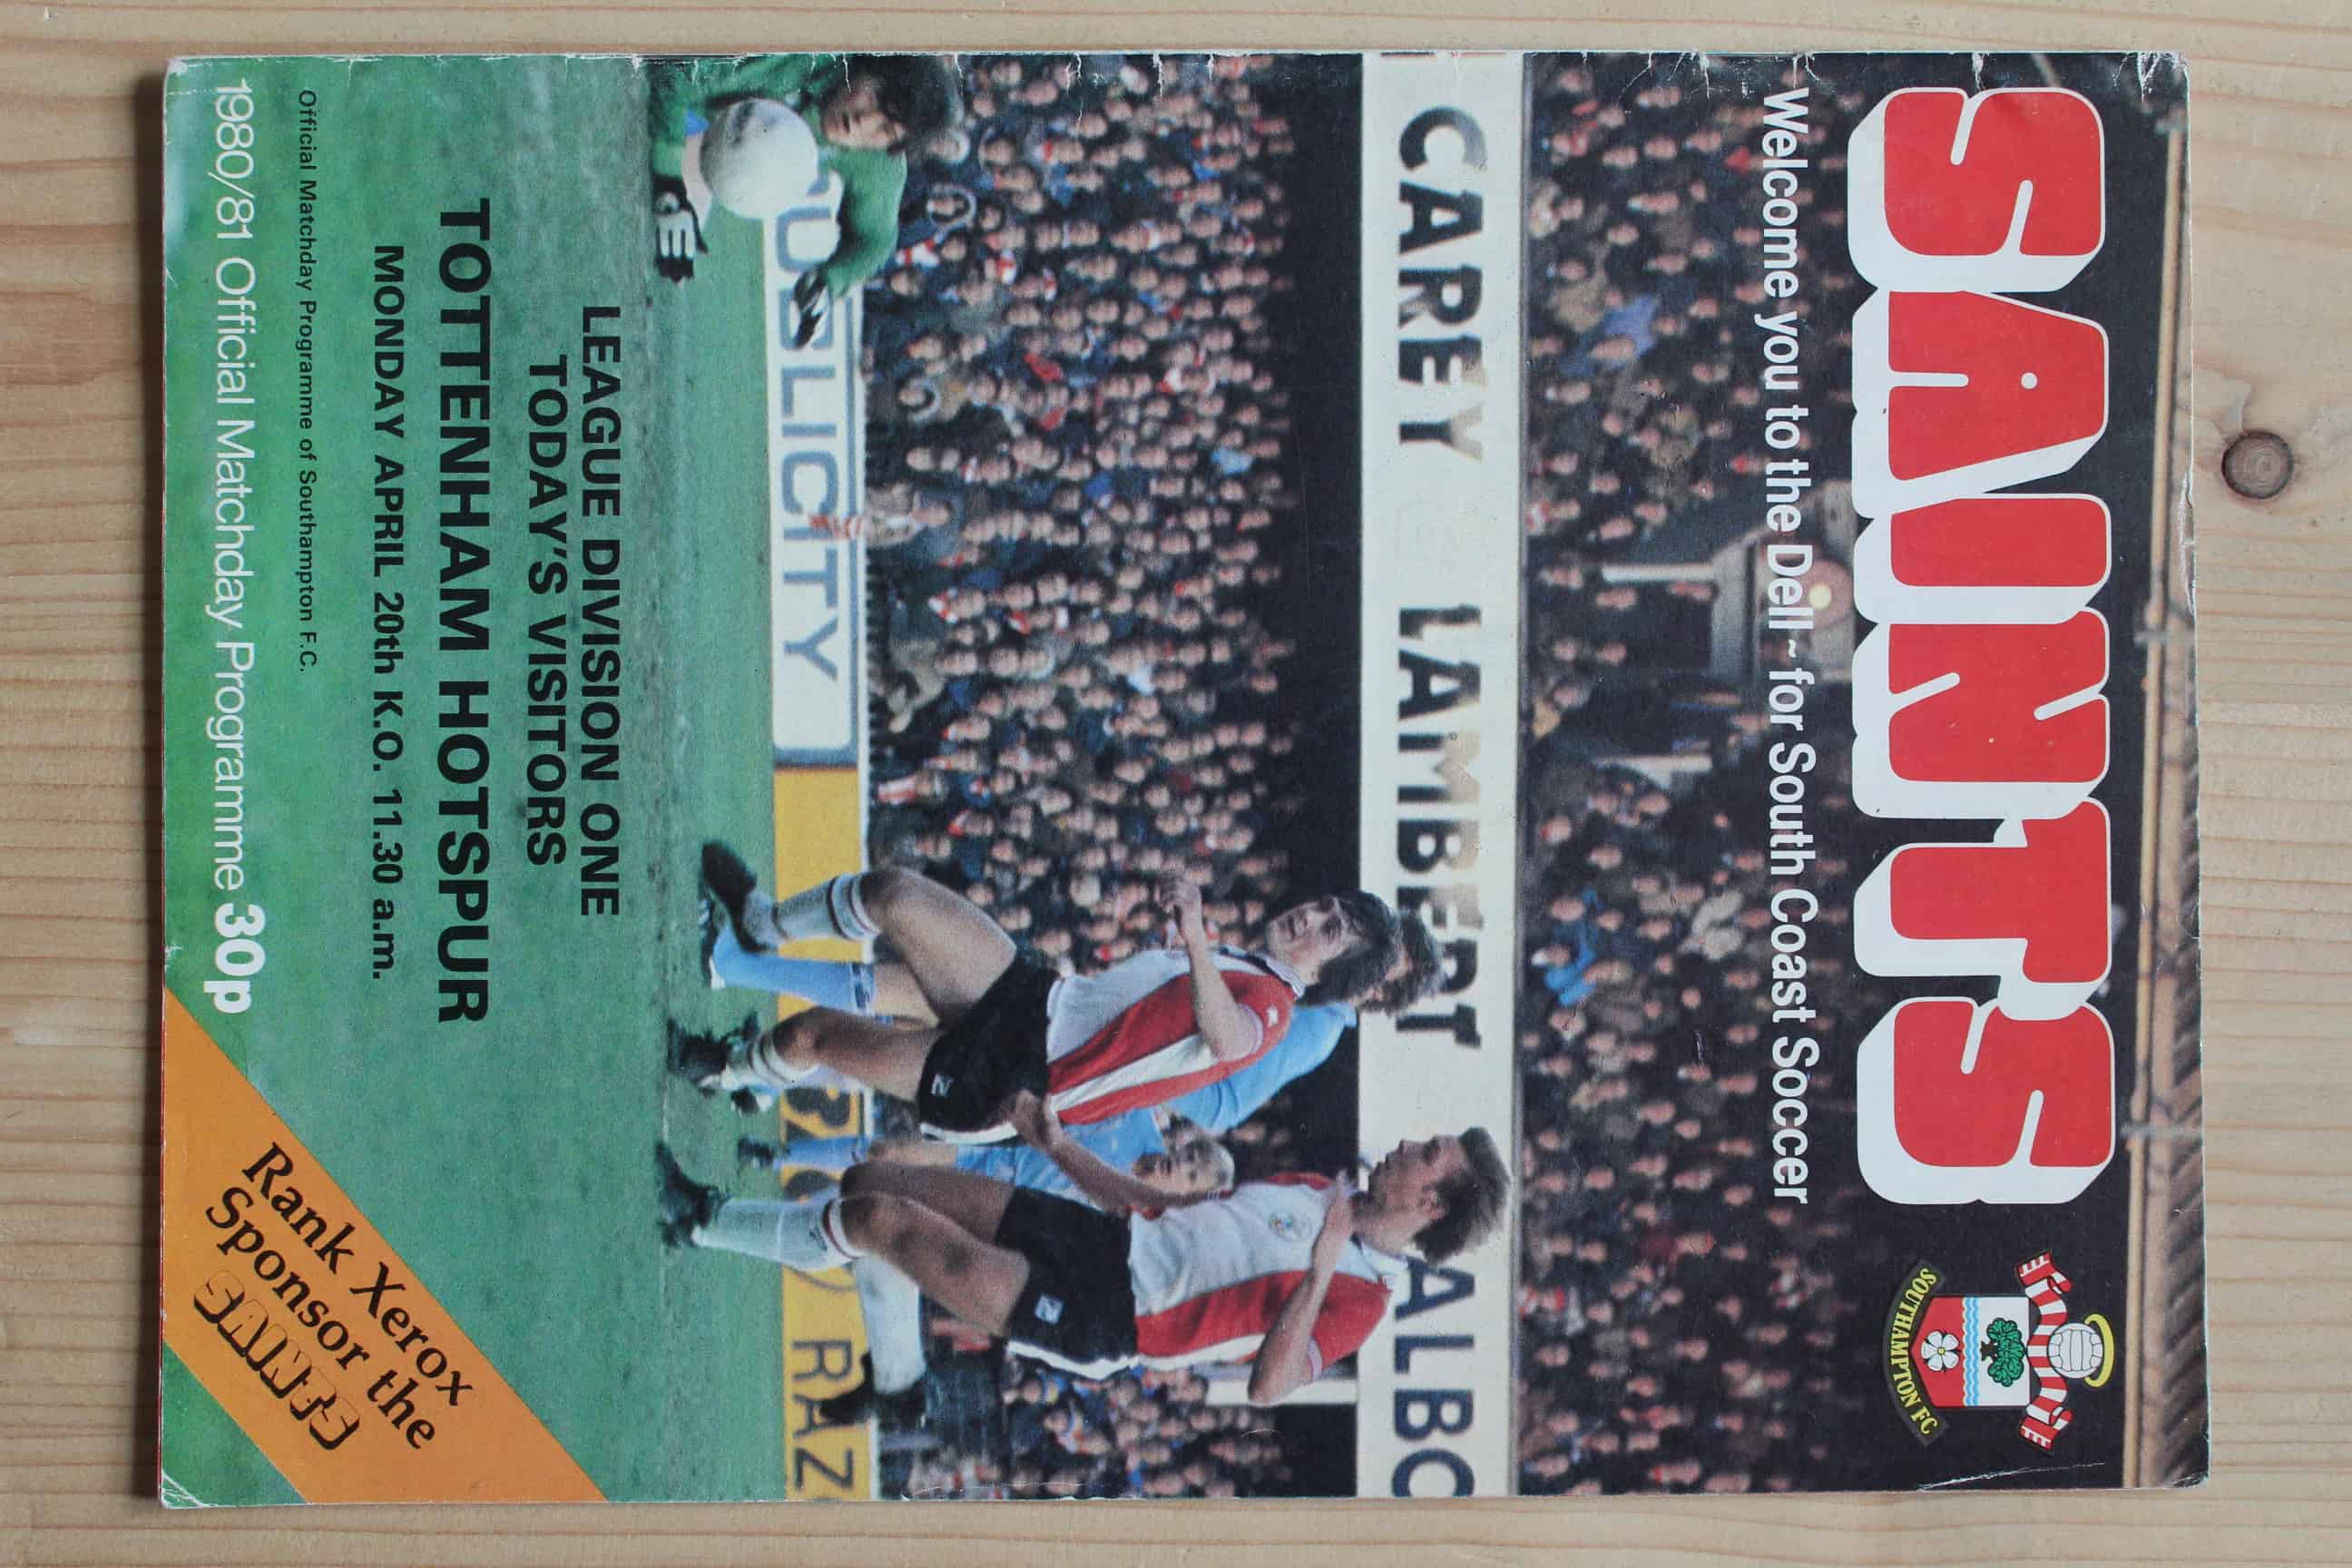 SAINTS
Welcome you to the Dell ~ for South Coast Soccer
SOUTHAMPTON FC
CAREY LAMBERT ALBO
LICITY
RAZ
LEAGUE DIVISION ONE
TODAY'S VISITORS
TOTTENHAM HOTSPUR
MONDAY APRIL 20th K.O. 11.30 a.m.
Official Matchday Programme of Southampton F.C.
1980/81 Official Matchday Programme 30p
Rank Xerox
Sponsor the
SAINTS